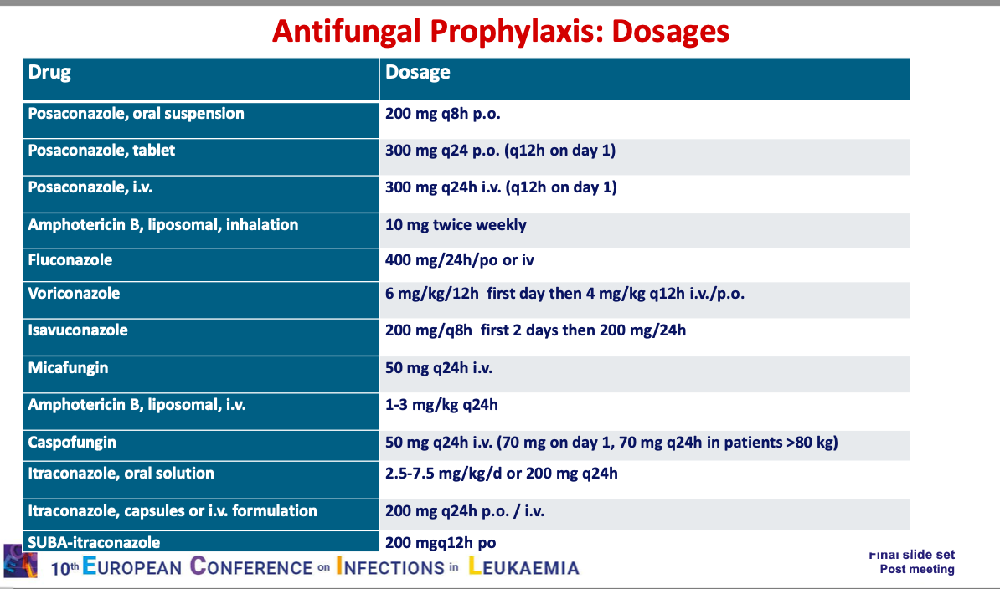 Antifungal Prophylaxis: Dosages
Drug Dosage
Posaconazole, oral suspension 200 mg q8h p.o.
Posaconazole, tablet 300 mg q24 p.o. (q12h on day 1)
Posaconazole, i.v. 300 mg q24h i.v. (q12h on day 1)
Amphotericin B, liposomal, inhalation 10 mg twice weekly
Fluconazole 400 mg/24h/po or iv
Voriconazole 6 mg/kg/12h first day then 4 mg/kg q12h i.v./p.o.
Isavuconazole 200 mg/q8h first 2 days then 200 mg/24h
Micafungin 50 mg q24h i.v.
Amphotericin B, liposomal, i.v. 1-3 mg/kg q24h
Caspofungin 50 mg q24h i.v. (70 mg on day 1, 70 mg q24h in patients >80 kg)
Itraconazole, oral solution 2.5-7.5 mg/kg/d or 200 mg q24h
Itraconazole, capsules or i.v. formulation 200 mg q24h p.o. / i.v.
SUBA-itraconazole 200 mgq12h po
10th EUROPEAN CONFERENCE on INFECTIONS in LEUKAEMIA
Final slide set
Post meeting